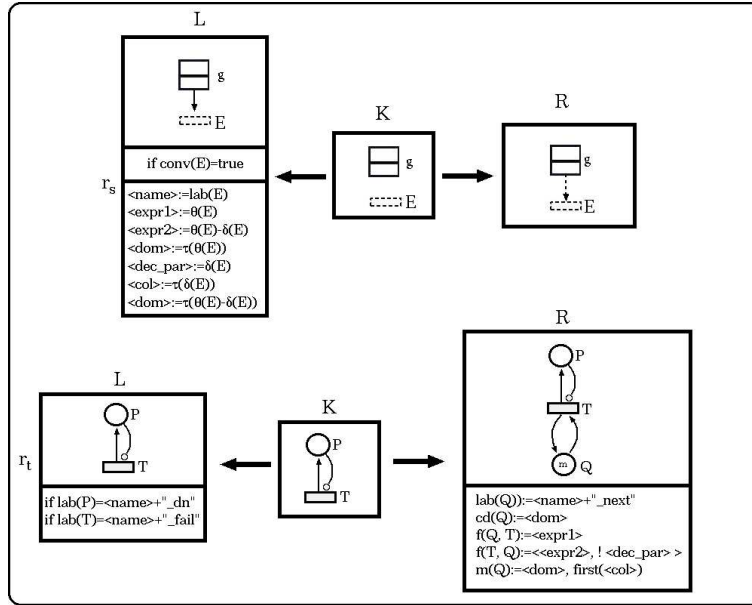 L
g
E
if conv(E)=true
r_s
<name>:=lab(E)
<expr1>:=θ(E)
<expr2>:=θ(E)-δ(E)
<dom>:=τ(θ(E))
<dec_par>:=δ(E)
<col>:=τ(δ(E))
<dom>:=τ(θ(E)-δ(E))
K
g
E
R
g
E
L
P
T
r_t
if lab(P)=<name>+"_dn"
if lab(T)=<name>+"_fail"
K
P
T
R
P
T
m
Q
lab(Q)):=<name>+"_next"
cd(Q):=<dom>
f(Q, T):=<expr1>
f(T, Q):=<<expr2>, ! <dec_par> >
m(Q):=<dom>, first(<col>)